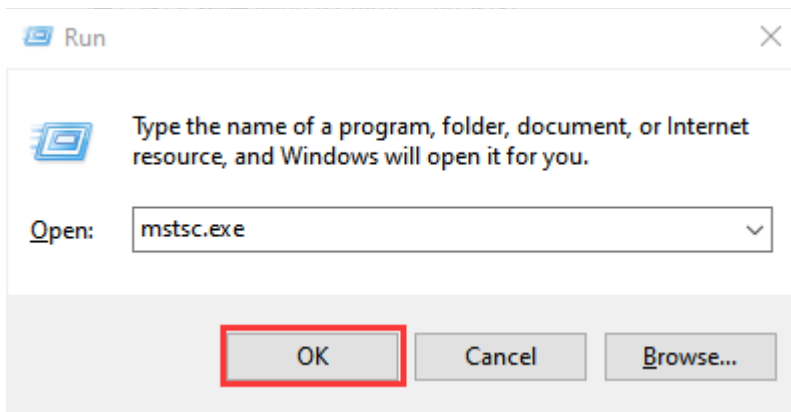 Run
Type the name of a program, folder, document, or Internet
resource, and Windows will open it for you.
Open: mstsc.exe
OK Cancel Browse...